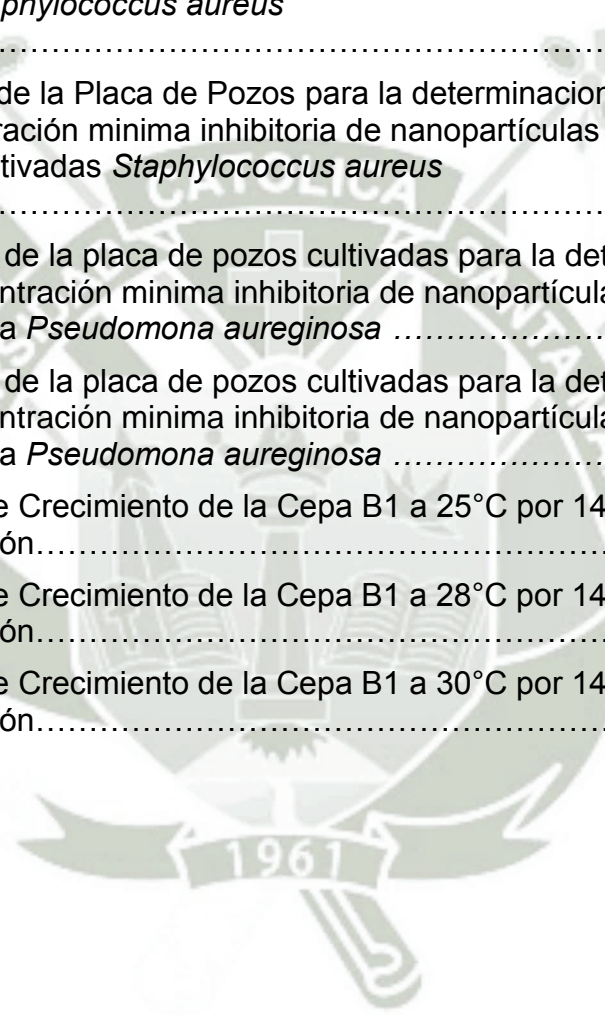 phylococcus aureus
………………………………………………………
de la Placa de Pozos para la determinacion
ración minima inhibitoria de nanopartículas
tivadas Staphylococcus aureus
………………………………………………………
de la placa de pozos cultivadas para la det
ntración minima inhibitoria de nanopartícula
a Pseudomona aureginosa …………………
de la placa de pozos cultivadas para la det
ntración minima inhibitoria de nanopartícula
a Pseudomona aureginosa …………………
e Crecimiento de la Cepa B1 a 25°C por 14
ón……………………………………………………
e Crecimiento de la Cepa B1 a 28°C por 14
ón……………………………………………………
e Crecimiento de la Cepa B1 a 30°C por 14
ón……………………………………………………
CATOLICA
SANTA
1961